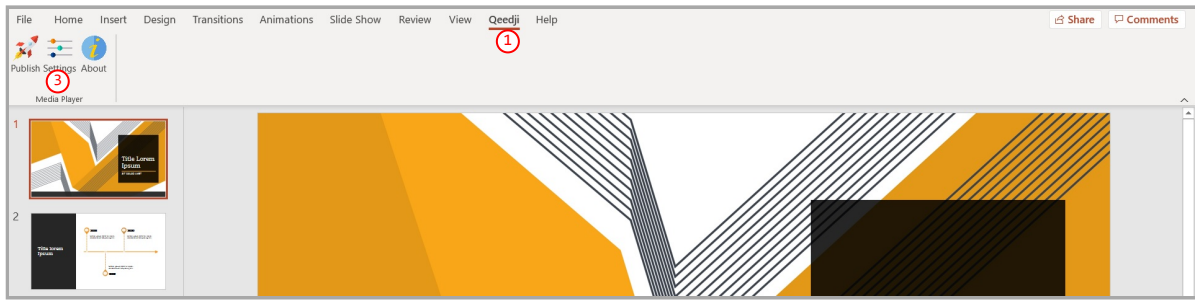 File Home Insert Design Transitions Animations Slide Show Review View Qeedji Help Share Comments
1
Publish Settings About
3
Media Player
1
Title Lorem
Ipsum
2
Title Lorem
Ipsum